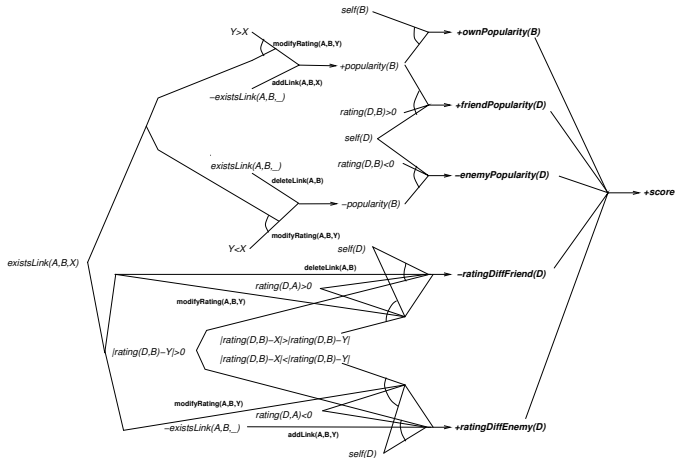 self(B)
Y>X
+ownPopularity(B)
modifyRating(A,B,Y)
+popularity(B)
addLink(A,B,X)
¬existsLink(A,B,_)
+friendPopularity(D)
rating(D,B)>0
self(D)
existsLink(A,B,_)
rating(D,B)<0
deleteLink(A,B)
−enemyPopularity(D)
+score
−popularity(B)
modifyRating(A,B,Y)
Y<X
self(D)
existsLink(A,B,X)
deleteLink(A,B)
−ratingDiffFriend(D)
rating(D,A)>0
modifyRating(A,B,Y)
|rating(D,B)−X|>|rating(D,B)−Y|
|rating(D,B)−Y|>0
|rating(D,B)−X|<|rating(D,B)−Y|
modifyRating(A,B,Y)
rating(D,A)<0
¬existsLink(A,B,_)
+ratingDiffEnemy(D)
addLink(A,B,Y)
self(D)